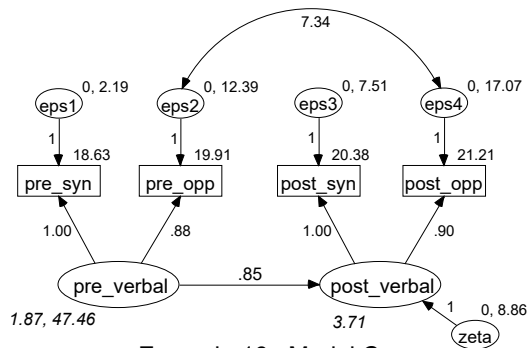 7.34
0, 2.19 0, 12.39 0, 7.51 0, 17.07
eps1 eps2 eps3 eps4
1 1 1 1
18.63 19.91 20.38 21.21
pre_syn pre_opp post_syn post_opp
1.00 .88 1.00 .90
.85
pre_verbal post_verbal
1.87, 47.46 3.71 1 0, 8.86
zeta